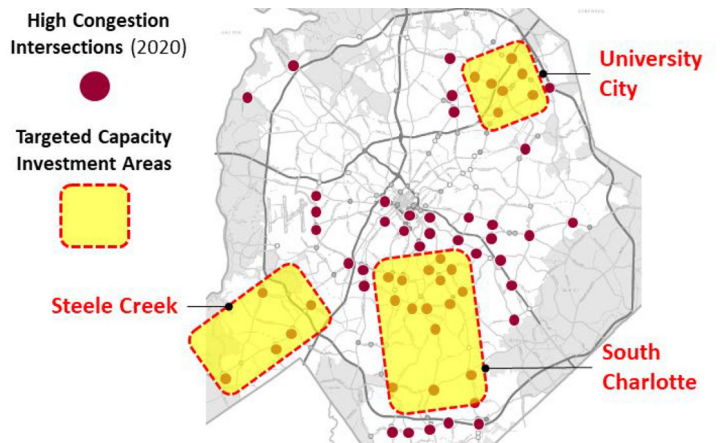 High Congestion
Intersections (2020)
Targeted Capacity
Investment Areas
University
City
Steele Creek
South
Charlotte